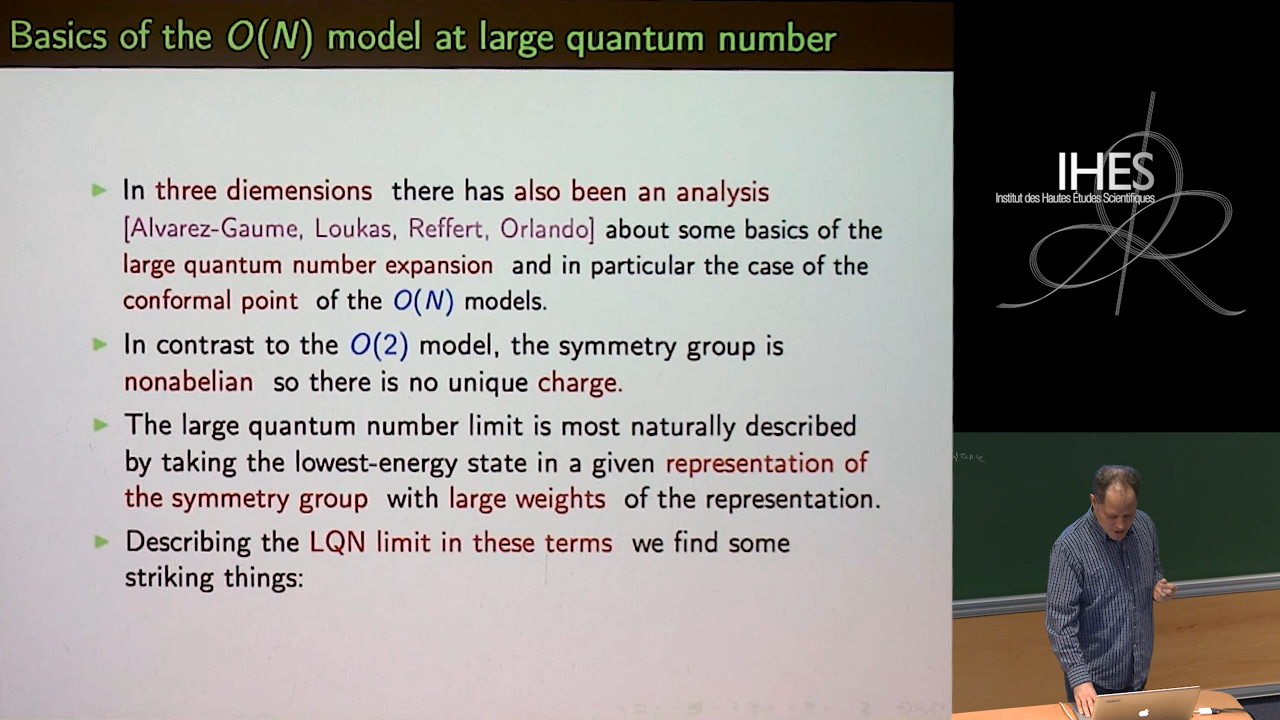 Basics of the O(N) model at large quantum number
▶ In three diemensions there has also been an analysis
[Alvarez-Gaume, Loukas, Reffert, Orlando] about some basics of the
large quantum number expansion and in particular the case of the
conformal point of the O(N) models.
▶ In contrast to the O(2) model, the symmetry group is
nonabelian so there is no unique charge.
▶ The large quantum number limit is most naturally described
by taking the lowest-energy state in a given representation of
the symmetry group with large weights of the representation.
▶ Describing the LQN limit in these terms we find some
striking things:
IHES
Institut des Hautes Études Scientifiques